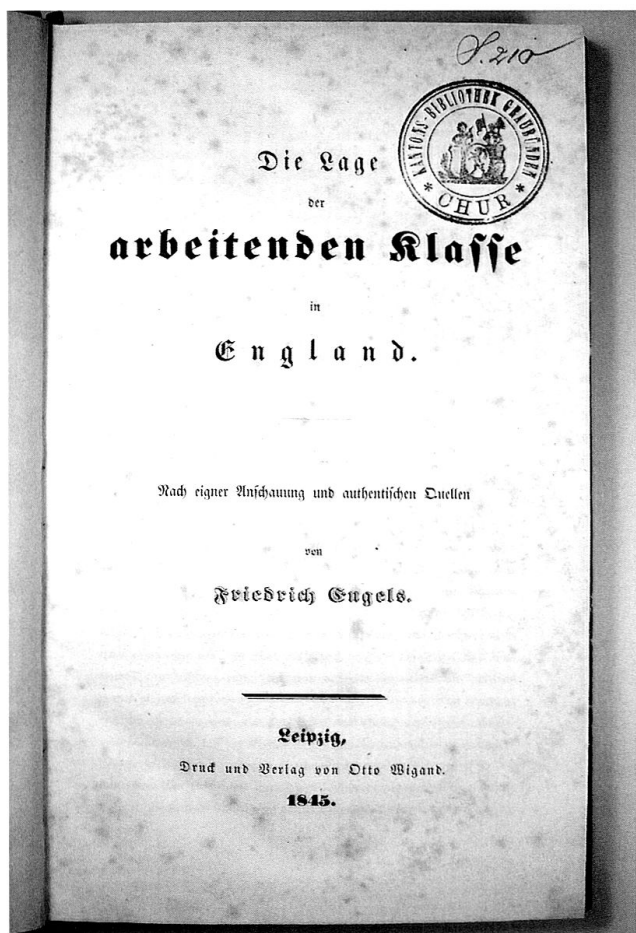 S. 210
KANTONS-BIBLIOTHEK GRAUBÜNDEN
* CHUR *
Die Lage
der
arbeitenden Klaſſe
in
England.
Nach eigner Anſchauung und authentiſchen Quellen
von
Friedrich Engels.
Leipzig,
Druck und Verlag von Otto Wigand.
1845.